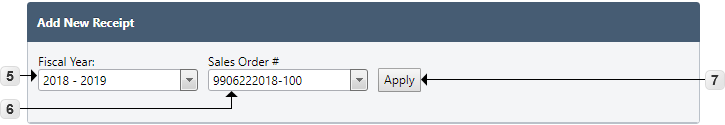 Add New Receipt
Fiscal Year: Sales Order #
5 2018 - 2019 9906222018-100 Apply 7
6